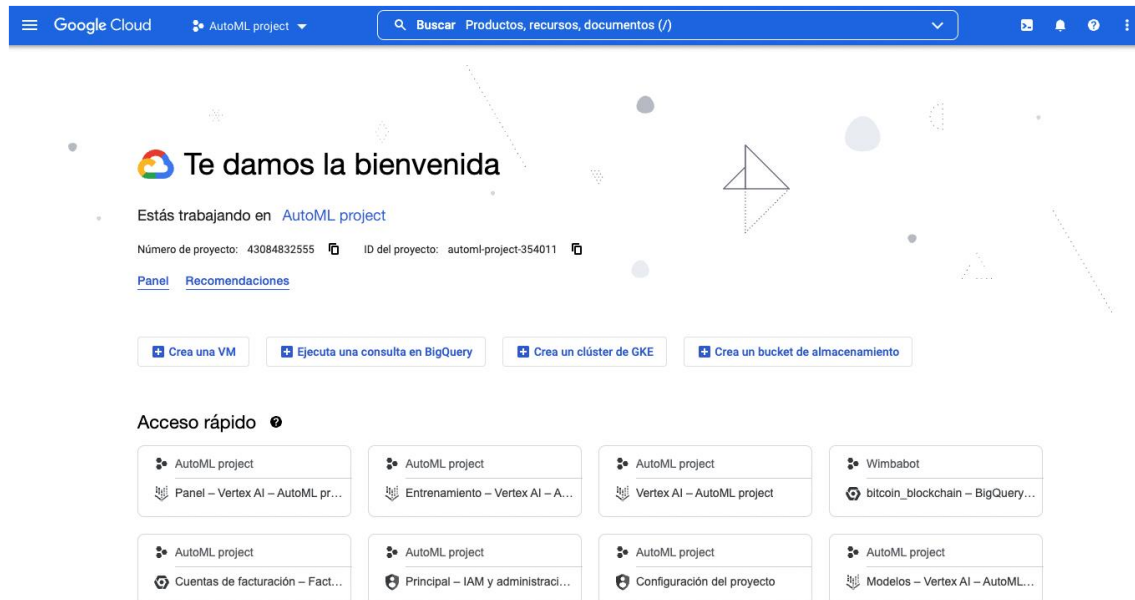 Google Cloud
AutoML project
Buscar Productos, recursos, documentos (/)
Te damos la bienvenida
Estás trabajando en AutoML project
Número de proyecto: 43084832555 ID del proyecto: automl-project-354011
Panel Recomendaciones
Crea una VM
Ejecuta una consulta en BigQuery
Crea un clúster de GKE
Crea un bucket de almacenamiento
Acceso rápido
AutoML project
Panel – Vertex AI – AutoML pr...
AutoML project
Entrenamiento – Vertex AI – A...
AutoML project
Vertex AI – AutoML project
Wimbabot
bitcoin_blockchain – BigQuery...
AutoML project
Cuentas de facturación – Fact...
AutoML project
Principal – IAM y administraci...
AutoML project
Configuración del proyecto
AutoML project
Modelos – Vertex AI – AutoML...